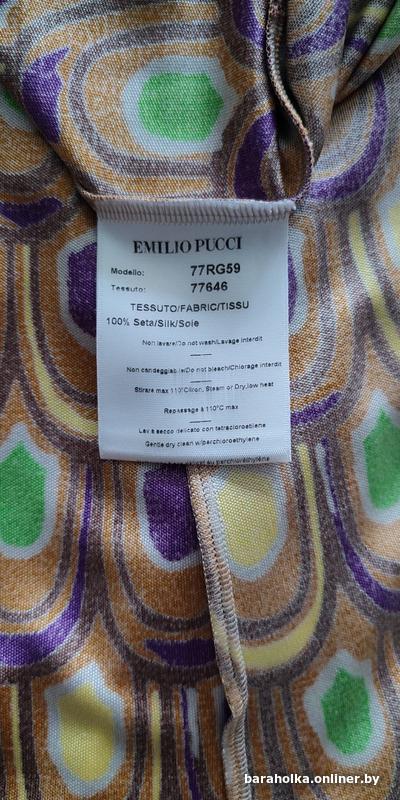 EMILIO PUCCI
Modello: 77RG59
Tessuto: 77646
TESSUTO/FABRIC/TISSU
100% Seta/Silk/Soie
Non lavare/Do not wash/Lavage interdit
Non candeggiabile/Do not bleach/Chlorage interdit
Stirare max 110°C/Iron, Steam or Dry, low heat
Repassage à 110°C max
Lav a secco delicato con tetracloroetilene
Gentle dry clean w/perchloroethylene
baraholka.onliner.by